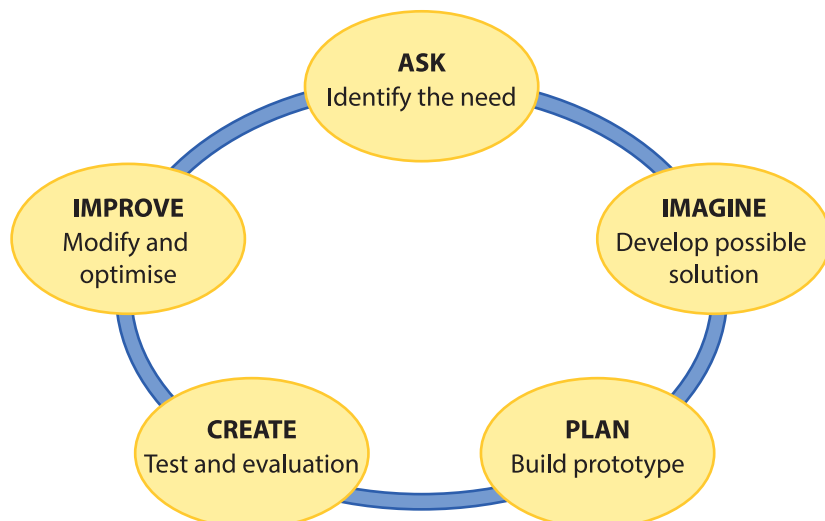 ASK
Identify the need
IMAGINE
Develop possible
solution
PLAN
Build prototype
CREATE
Test and evaluation
IMPROVE
Modify and
optimise